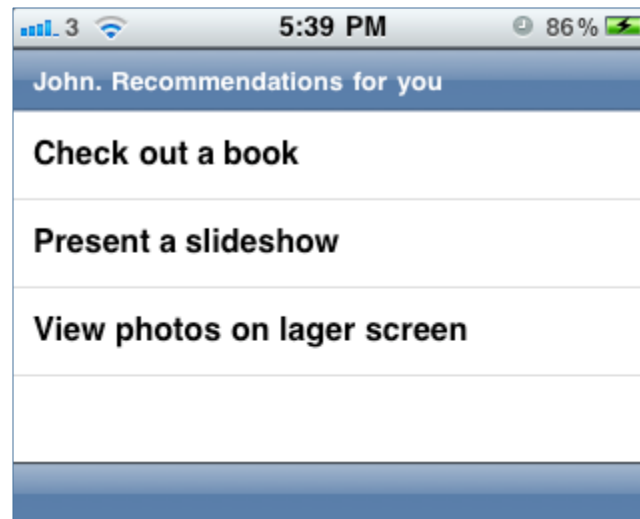 3 5:39 PM 86%
John. Recommendations for you
Check out a book
Present a slideshow
View photos on lager screen